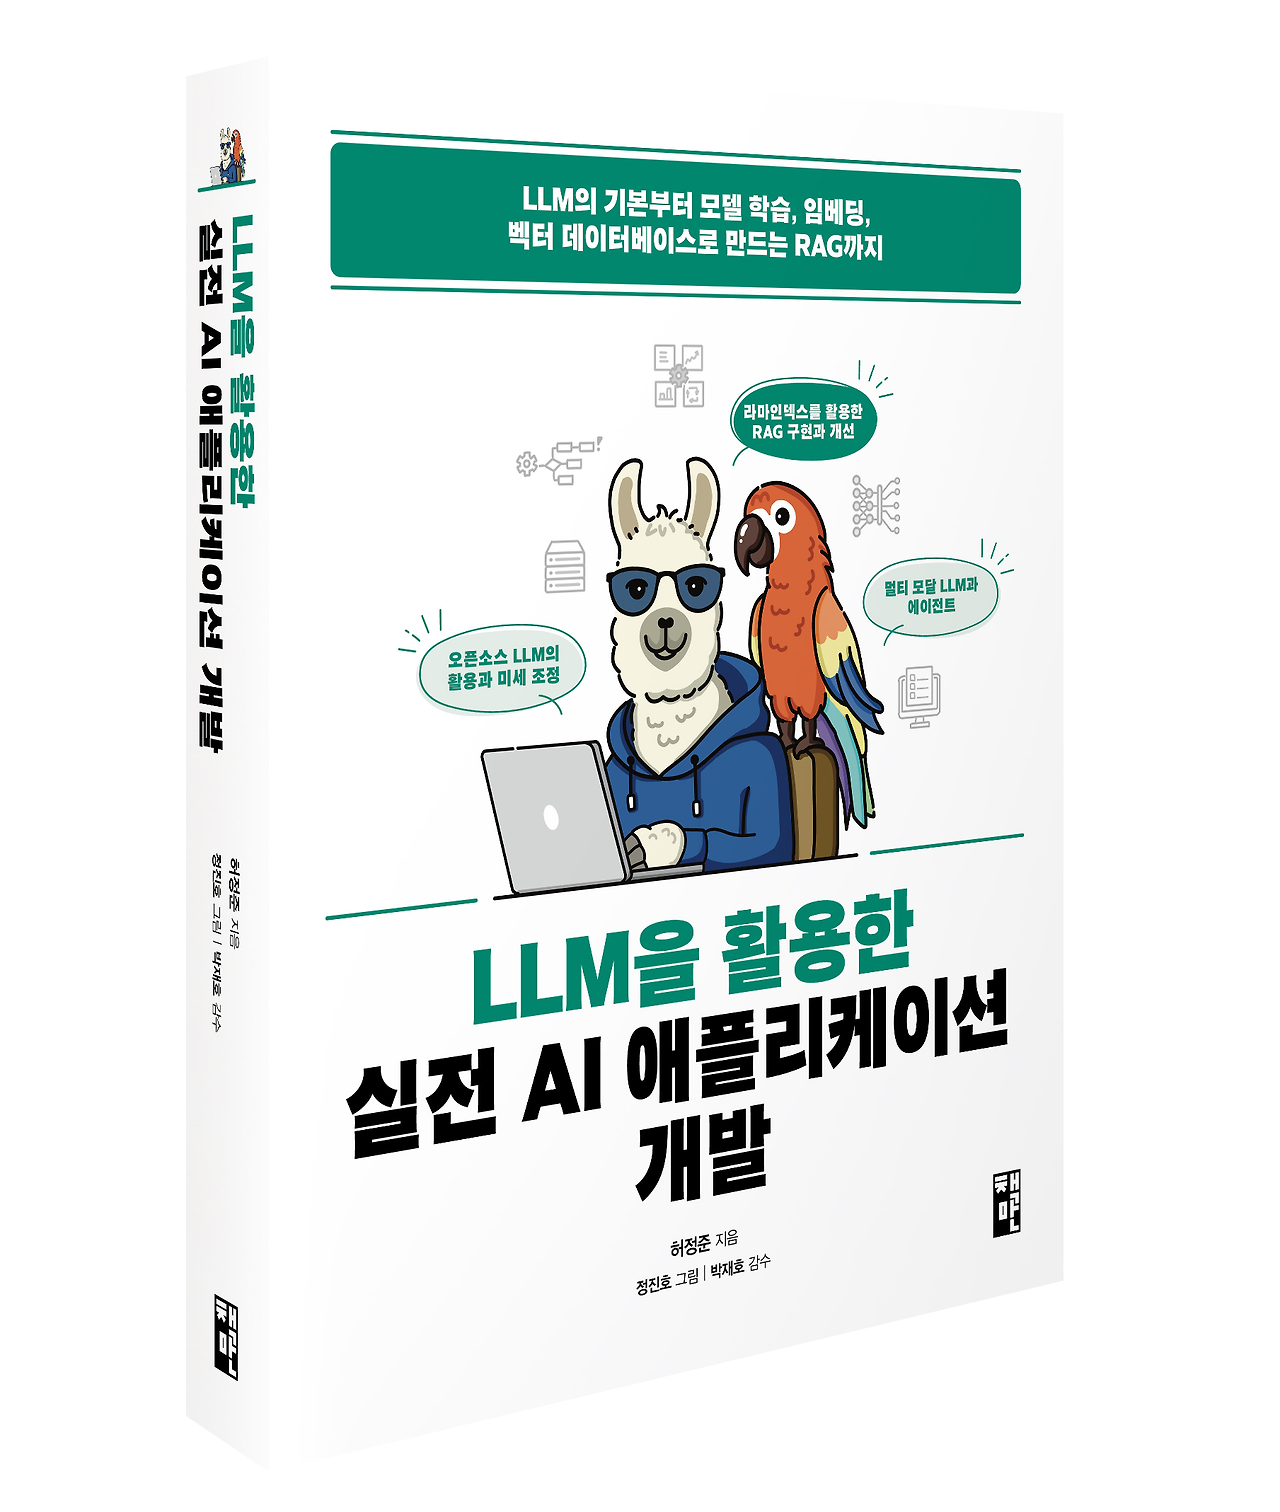 LLM을 활용한
실전 AI 애플리케이션 개발
허정준 지음
정진호 그림 | 박재호 감수
책만
LLM의 기본부터 모델 학습, 임베딩,
벡터 데이터베이스로 만드는 RAG까지
라마인덱스를 활용한
RAG 구현과 개선
멀티 모달 LLM과
에이전트
오픈소스 LLM의
활용과 미세 조정
LLM을 활용한
실전 AI 애플리케이션
개발
허정준 지음
정진호 그림 | 박재호 감수
책만